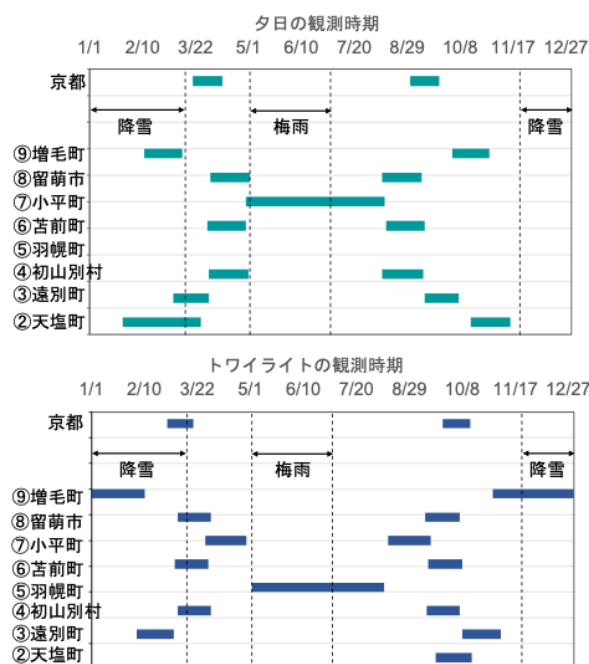 夕日の観測時期
1/1 2/10 3/22 5/1 6/10 7/20 8/29 10/8 11/17 12/27
京都
降雪 梅雨 降雪
⑨増毛町
⑧留萌市
⑦小平町
⑥苫前町
⑤羽幌町
④初山別村
③遠別町
②天塩町
トワイライトの観測時期
1/1 2/10 3/22 5/1 6/10 7/20 8/29 10/8 11/17 12/27
京都
降雪 梅雨 降雪
⑨増毛町
⑧留萌市
⑦小平町
⑥苫前町
⑤羽幌町
④初山別村
③遠別町
②天塩町